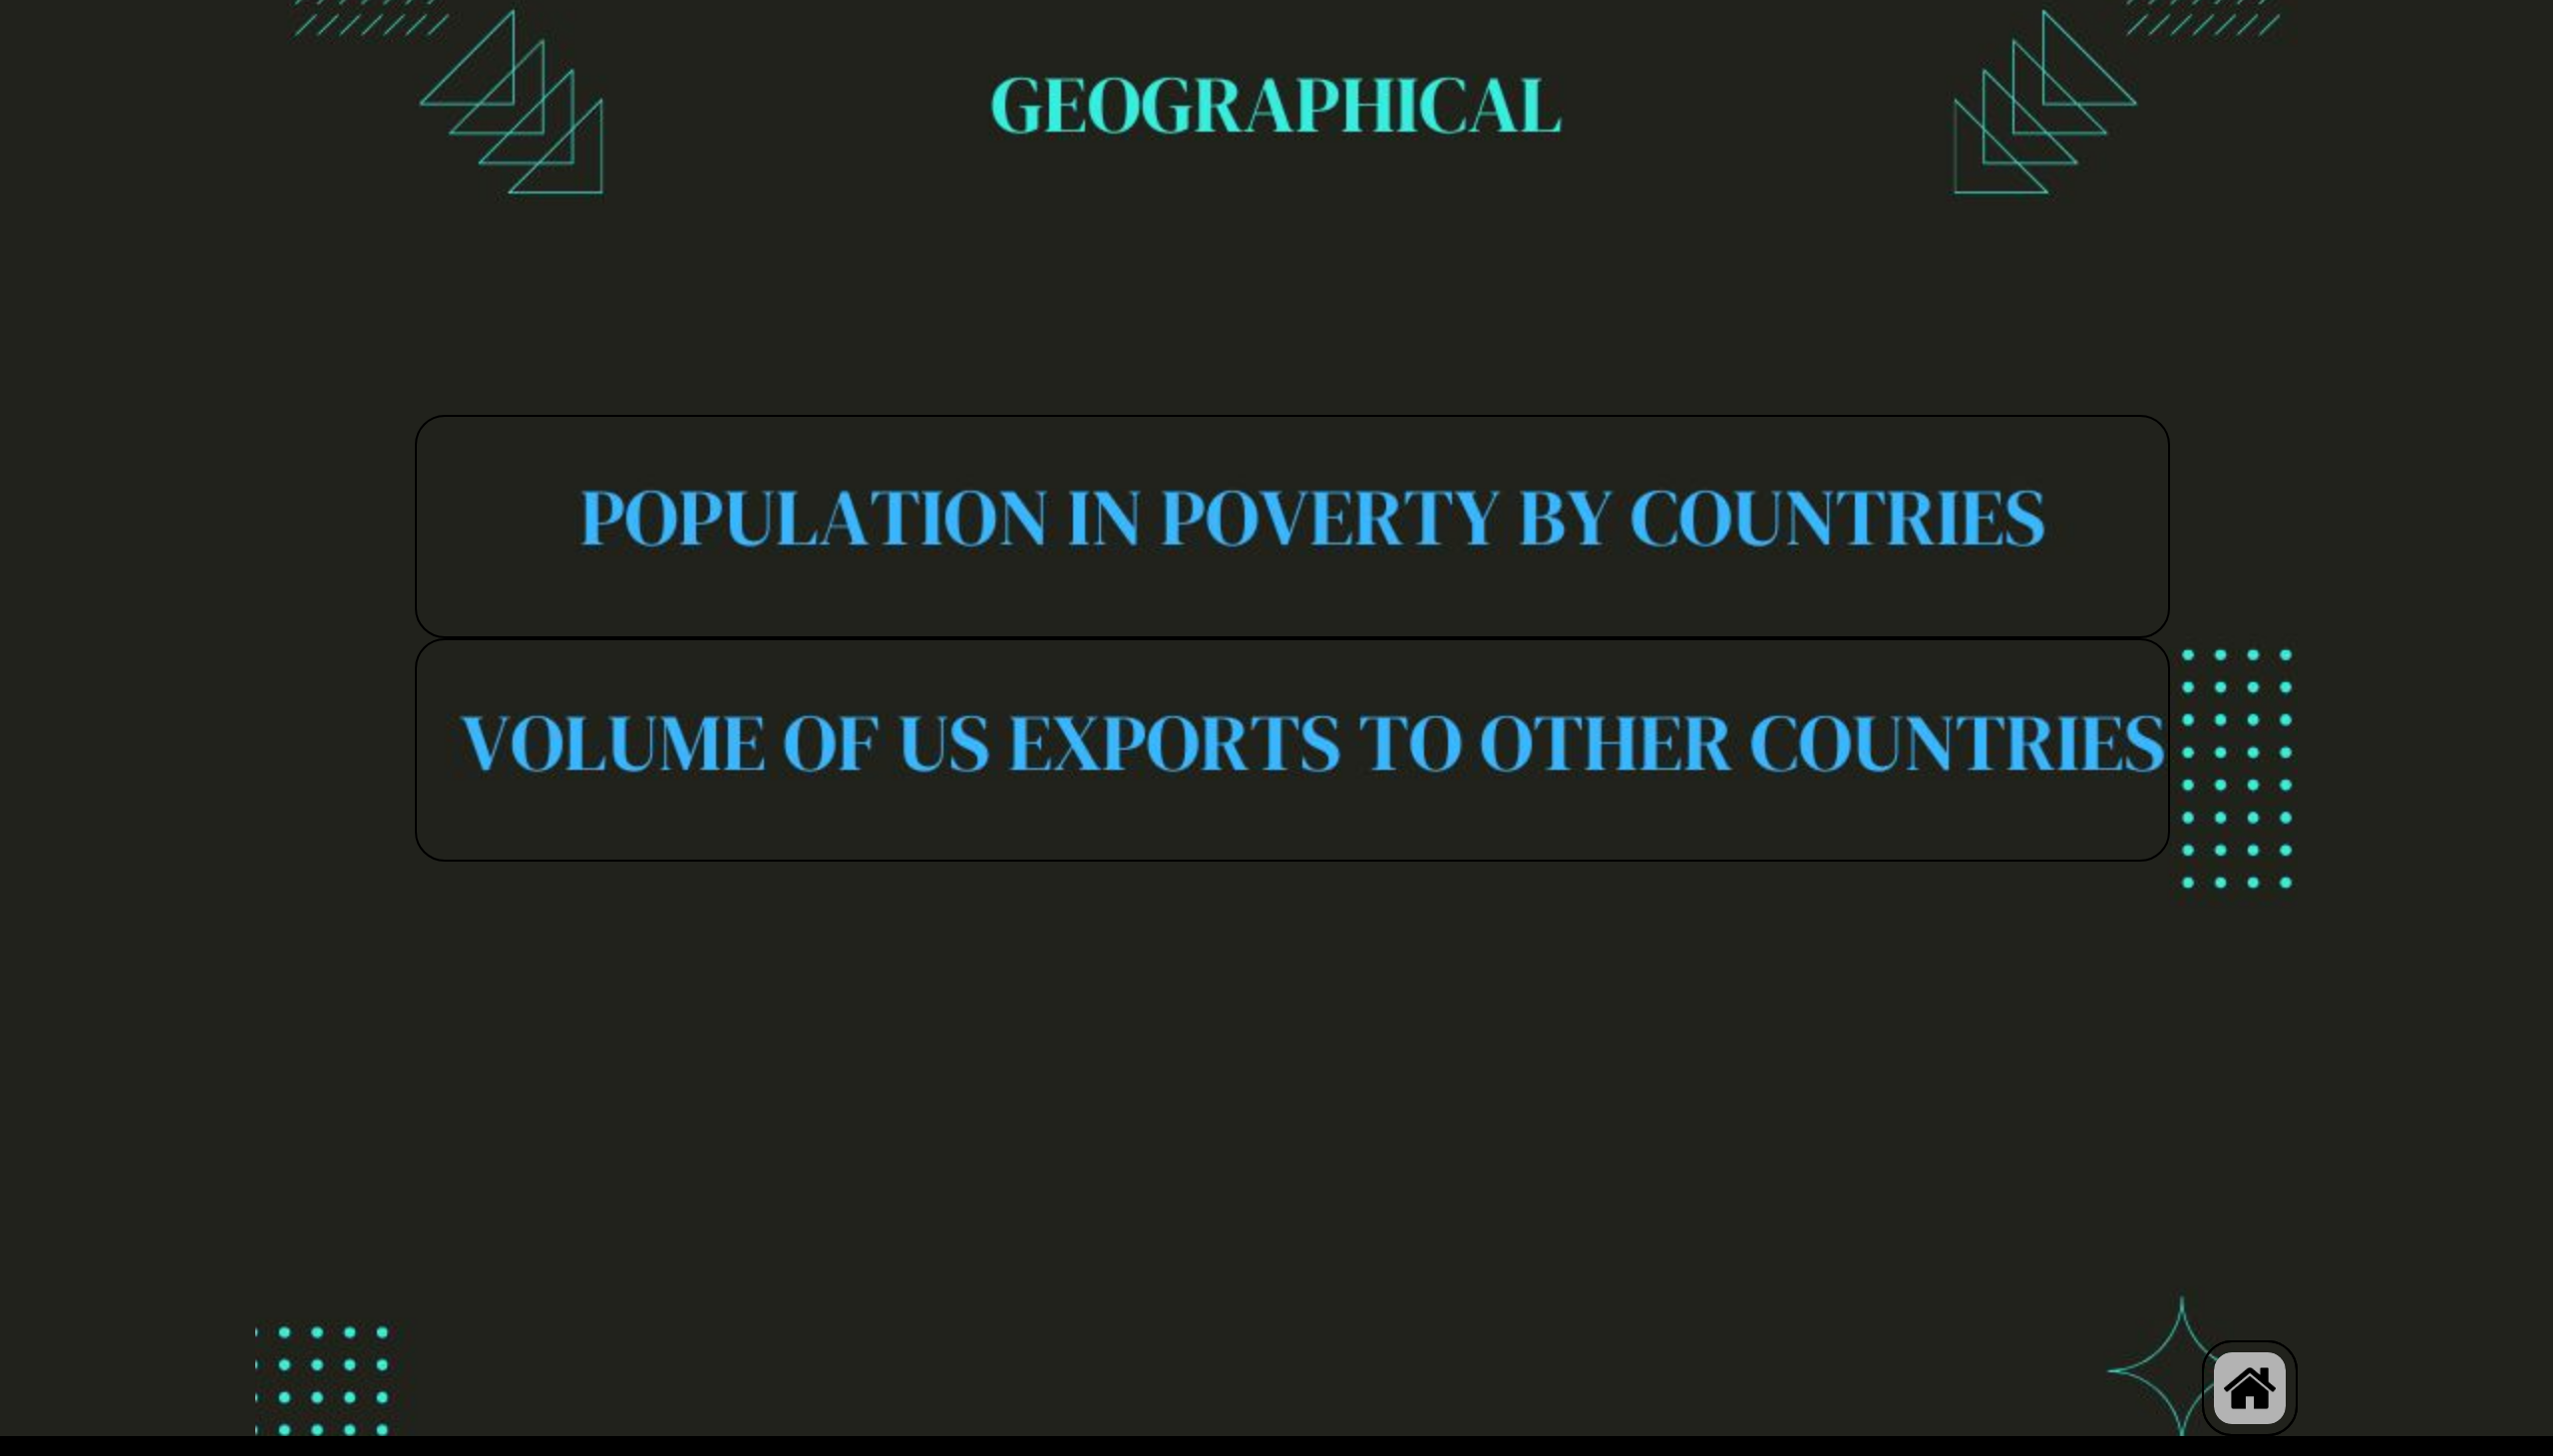 GEOGRAPHICAL
POPULATION IN POVERTY BY COUNTRIES
VOLUME OF US EXPORTS TO OTHER COUNTRIES